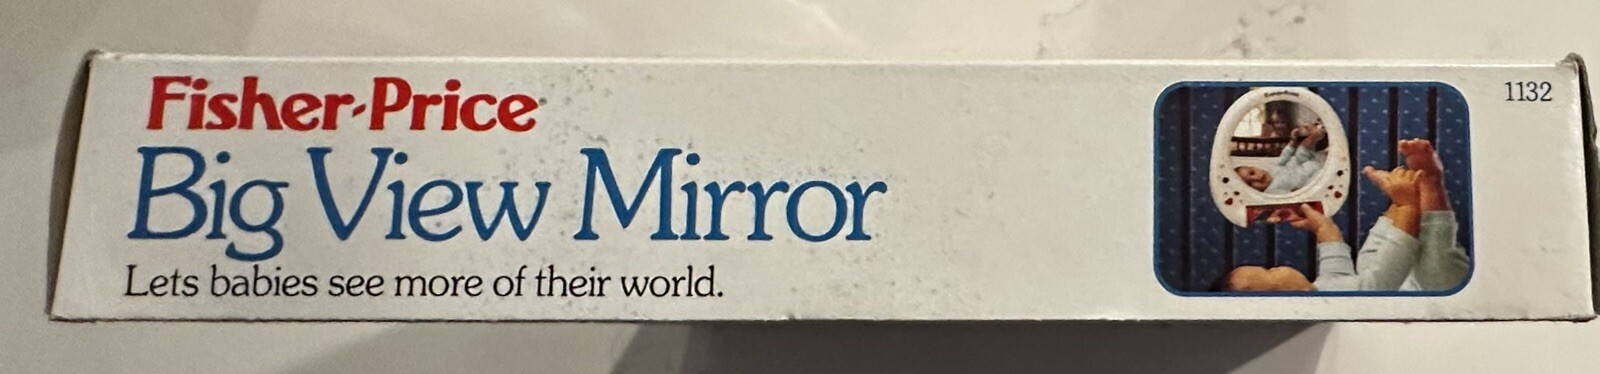 Fisher-Price
Big View Mirror
Lets babies see more of their world.
1132